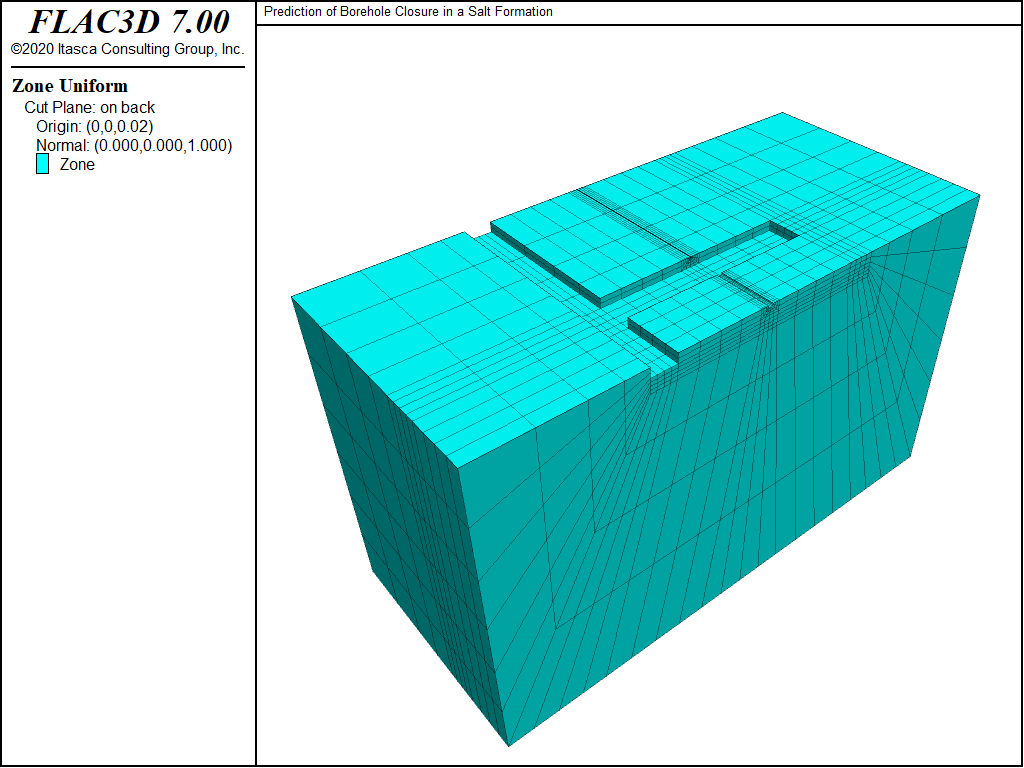 FLAC3D 7.00
©2020 Itasca Consulting Group, Inc.
Zone Uniform
Cut Plane: on back
Origin: (0,0,0.02)
Normal: (0.000,0.000,1.000)
Zone
Prediction of Borehole Closure in a Salt Formation